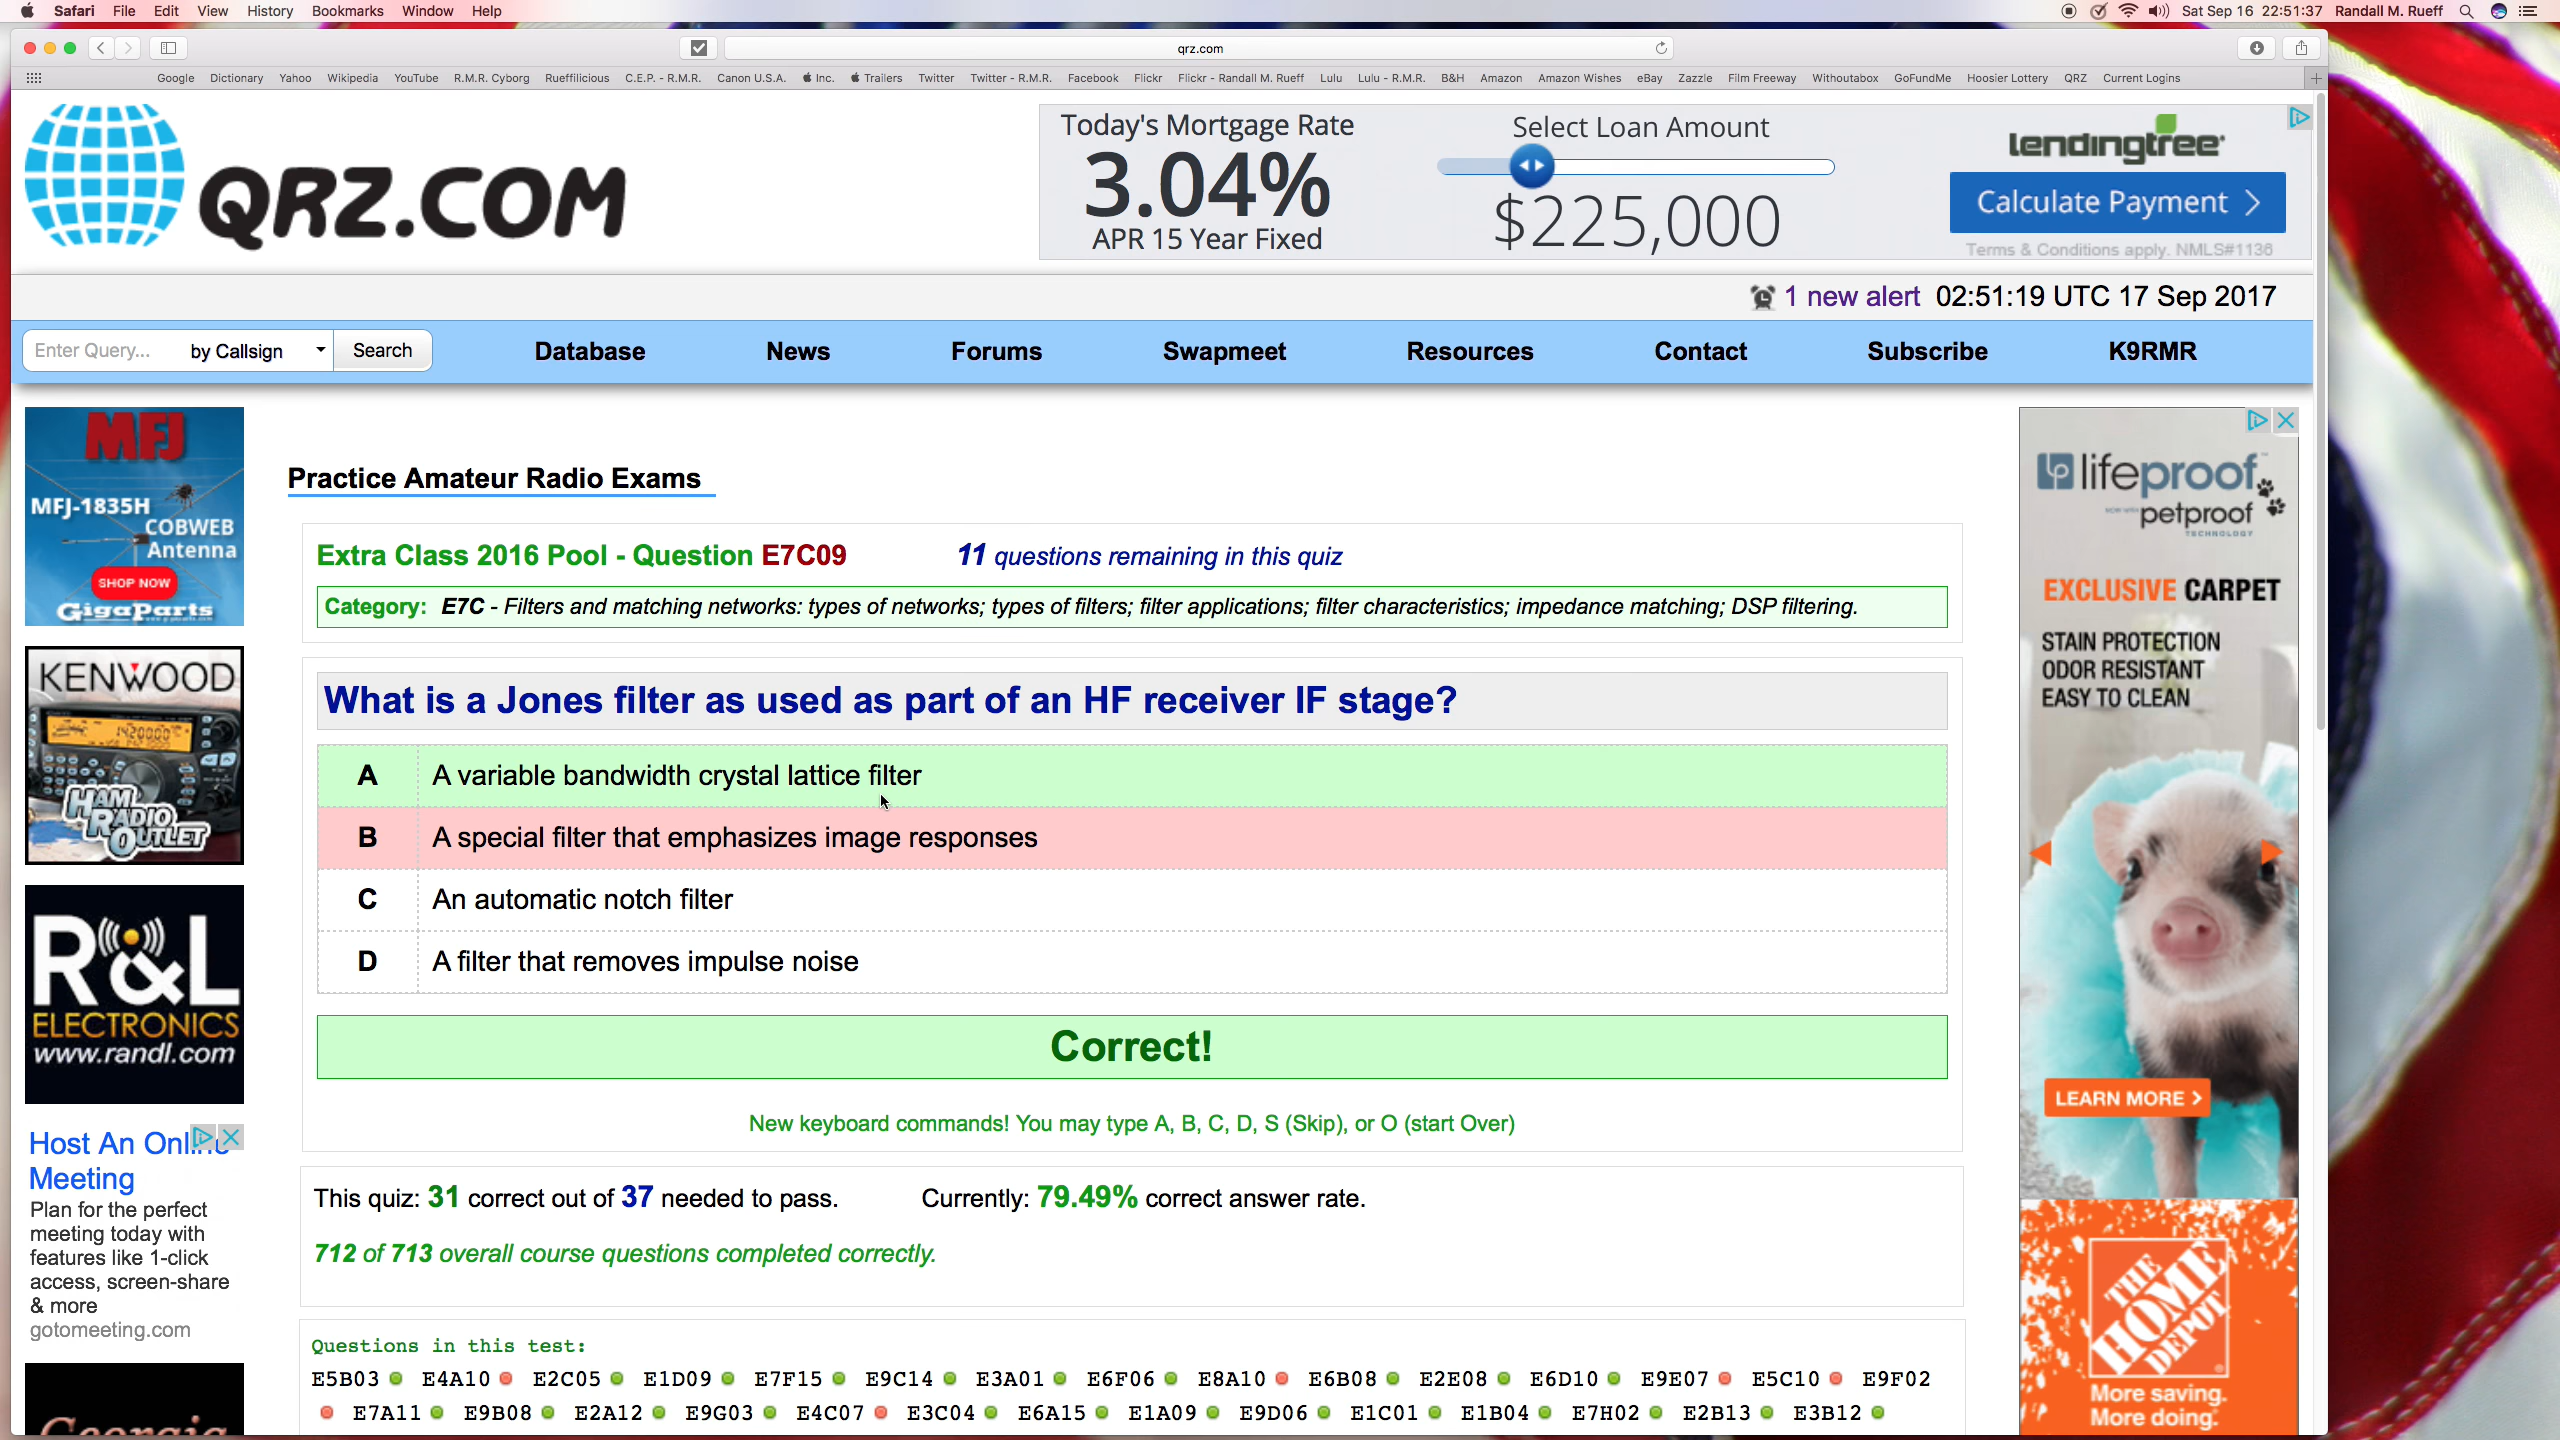 Safari File Edit View History Bookmarks Window Help
Sat Sep 16 22:51:37 Randall M. Rueff
qrz.com
Google Dictionary Yahoo Wikipedia YouTube R.M.R. Cyborg Rueffilicious C.E.P. - R.M.R. Canon U.S.A. Inc. Trailers Twitter Twitter - R.M.R. Facebook Flickr Flickr - Randall M. Rueff Lulu Lulu - R.M.R. B&H Amazon Amazon Wishes eBay Zazzle Film Freeway Withoutabox GoFundMe Hoosier Lottery QRZ Current Logins
QRZ.COM
Today's Mortgage Rate
3.04%
APR 15 Year Fixed
Select Loan Amount
$225,000
lendingtree
Calculate Payment
Terms & Conditions apply. NMLS#1136
1 new alert 02:51:19 UTC 17 Sep 2017
Enter Query... by Callsign Search Database News Forums Swapmeet Resources Contact Subscribe K9RMR
MFJ
MFJ-1835H
COBWEB
Antenna
SHOP NOW
GigaParts
KENWOOD
HAM
RADIO
OUTLET
R&L
ELECTRONICS
www.randl.com
Host An
Meeting
Plan for the perfect
meeting today with
features like 1-click
access, screen-share
& more
gotomeeting.com
Georgia
Practice Amateur Radio Exams
Extra Class 2016 Pool - Question E7C09 11 questions remaining in this quiz
Category: E7C - Filters and matching networks: types of networks; types of filters; filter applications; filter characteristics; impedance matching; DSP filtering.
What is a Jones filter as used as part of an HF receiver IF stage?
A A variable bandwidth crystal lattice filter
B A special filter that emphasizes image responses
C An automatic notch filter
D A filter that removes impulse noise
Correct!
New keyboard commands! You may type A, B, C, D, S (Skip), or O (start Over)
This quiz: 31 correct out of 37 needed to pass. Currently: 79.49% correct answer rate.
712 of 713 overall course questions completed correctly.
Questions in this test:
E5B03 E4A10 E2C05 E1D09 E7F15 E9C14 E3A01 E6F06 E8A10 E6B08 E2E08 E6D10 E9E07 E5C10 E9F02
E7A11 E9B08 E2A12 E9G03 E4C07 E3C04 E6A15 E1A09 E9D06 E1C01 E1B04 E7H02 E2B13 E3B12
lifeproof
petproof
TECHNOLOGY
EXCLUSIVE CARPET
STAIN PROTECTION
ODOR RESISTANT
EASY TO CLEAN
LEARN MORE >
THE
HOME
DEPOT
More saving.
More doing.